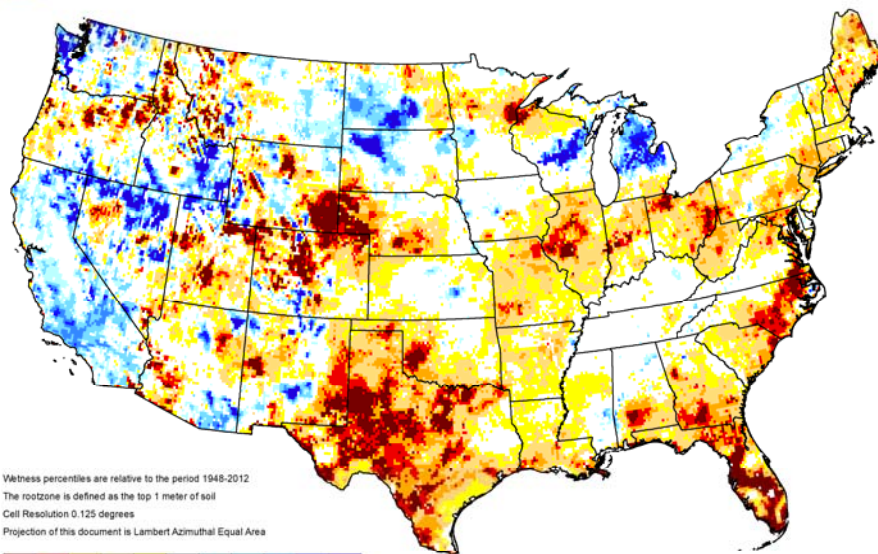 Wetness percentiles are relative to the period 1948-2012
The rootzone is defined as the top 1 meter of soil
Cell Resolution 0.125 degrees
Projection of this document is Lambert Azimuthal Equal Area